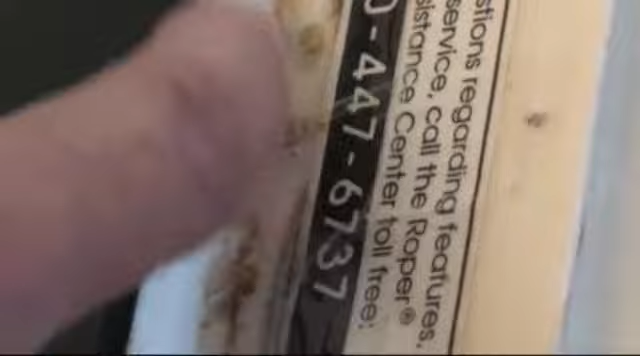 stions regarding features,
service, call the Roper®
sistance Center toll free:
0-447-6737